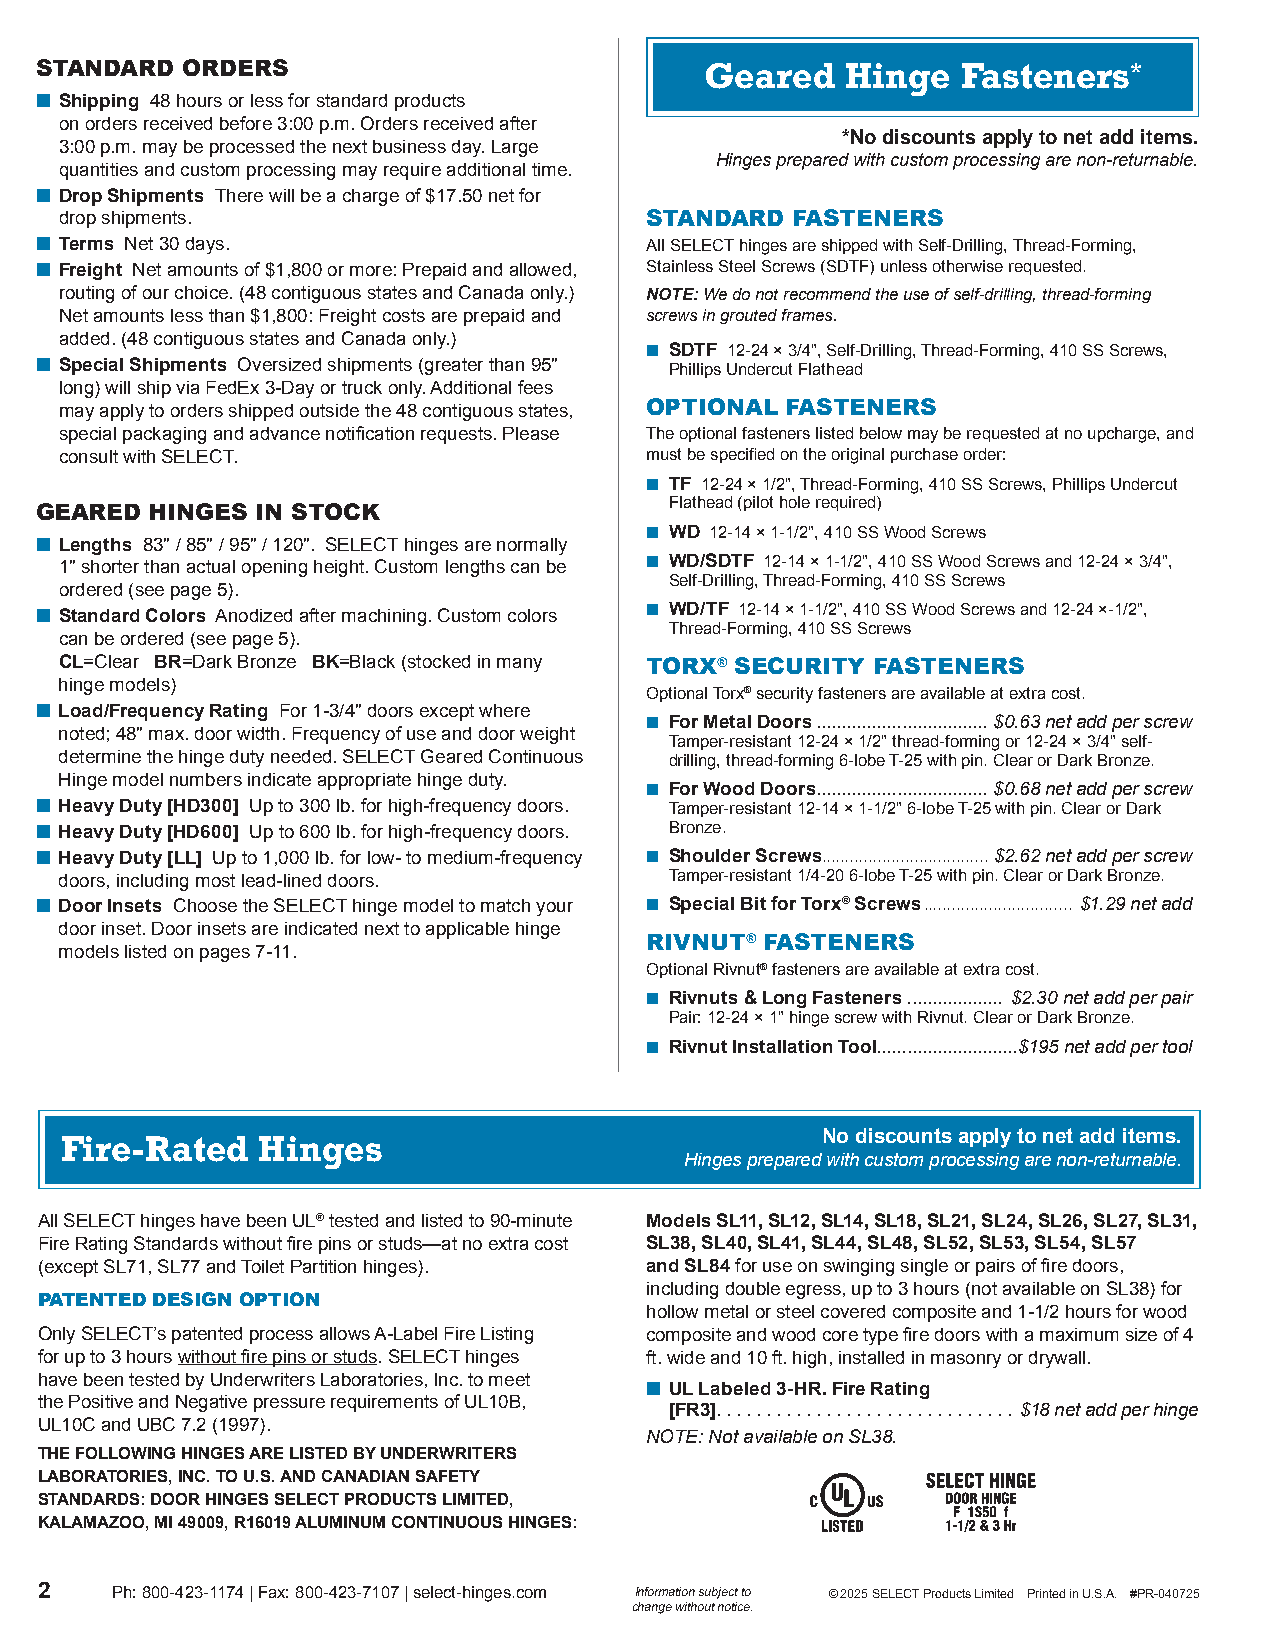 STANDARD ORDERS
■ Shipping 48 hours or less for standard products
on orders received before 3:00 p.m. Orders received after
3:00 p.m. may be processed the next business day. Large
quantities and custom processing may require additional time.
■ Drop Shipments There will be a charge of $17.50 net for
drop shipments.
■ Terms Net 30 days.
■ Freight Net amounts of $1,800 or more: Prepaid and allowed,
routing of our choice. (48 contiguous states and Canada only.)
Net amounts less than $1,800: Freight costs are prepaid and
added. (48 contiguous states and Canada only.)
■ Special Shipments Oversized shipments (greater than 95"
long) will ship via FedEx 3-Day or truck only. Additional fees
may apply to orders shipped outside the 48 contiguous states,
special packaging and advance notification requests. Please
consult with SELECT.
GEARED HINGES IN STOCK
■ Lengths 83" / 85" / 95" / 120". SELECT hinges are normally
1" shorter than actual opening height. Custom lengths can be
ordered (see page 5).
■ Standard Colors Anodized after machining. Custom colors
can be ordered (see page 5).
CL=Clear BR=Dark Bronze BK=Black (stocked in many
hinge models)
■ Load/Frequency Rating For 1-3/4" doors except where
noted; 48" max. door width. Frequency of use and door weight
determine the hinge duty needed. SELECT Geared Continuous
Hinge model numbers indicate appropriate hinge duty.
■ Heavy Duty [HD300] Up to 300 lb. for high-frequency doors.
■ Heavy Duty [HD600] Up to 600 lb. for high-frequency doors.
■ Heavy Duty [LL] Up to 1,000 lb. for low- to medium-frequency
doors, including most lead-lined doors.
■ Door Insets Choose the SELECT hinge model to match your
door inset. Door insets are indicated next to applicable hinge
models listed on pages 7-11.
Geared Hinge Fasteners*
*No discounts apply to net add items.
Hinges prepared with custom processing are non-returnable.
STANDARD FASTENERS
All SELECT hinges are shipped with Self-Drilling, Thread-Forming,
Stainless Steel Screws (SDTF) unless otherwise requested.
NOTE: We do not recommend the use of self-drilling, thread-forming
screws in grouted frames.
■ SDTF 12-24 × 3/4", Self-Drilling, Thread-Forming, 410 SS Screws,
Phillips Undercut Flathead
OPTIONAL FASTENERS
The optional fasteners listed below may be requested at no upcharge, and
must be specified on the original purchase order:
■ TF 12-24 × 1/2", Thread-Forming, 410 SS Screws, Phillips Undercut
Flathead (pilot hole required)
■ WD 12-14 × 1-1/2", 410 SS Wood Screws
■ WD/SDTF 12-14 × 1-1/2", 410 SS Wood Screws and 12-24 × 3/4",
Self-Drilling, Thread-Forming, 410 SS Screws
■ WD/TF 12-14 × 1-1/2", 410 SS Wood Screws and 12-24 ×-1/2",
Thread-Forming, 410 SS Screws
TORX® SECURITY FASTENERS
Optional Torx® security fasteners are available at extra cost.
■ For Metal Doors .................................. $0.63 net add per screw
Tamper-resistant 12-24 × 1/2" thread-forming or 12-24 × 3/4" self-
drilling, thread-forming 6-lobe T-25 with pin. Clear or Dark Bronze.
■ For Wood Doors.................................. $0.68 net add per screw
Tamper-resistant 12-14 × 1-1/2" 6-lobe T-25 with pin. Clear or Dark
Bronze.
■ Shoulder Screws.................................... $2.62 net add per screw
Tamper-resistant 1/4-20 6-lobe T-25 with pin. Clear or Dark Bronze.
■ Special Bit for Torx® Screws ................................ $1.29 net add
RIVNUT® FASTENERS
Optional Rivnut® fasteners are available at extra cost.
■ Rivnuts & Long Fasteners ................... $2.30 net add per pair
Pair: 12-24 × 1" hinge screw with Rivnut. Clear or Dark Bronze.
■ Rivnut Installation Tool............................$195 net add per tool
Fire-Rated Hinges
No discounts apply to net add items.
Hinges prepared with custom processing are non-returnable.
All SELECT hinges have been UL® tested and listed to 90-minute
Fire Rating Standards without fire pins or studs—at no extra cost
(except SL71, SL77 and Toilet Partition hinges).
PATENTED DESIGN OPTION
Only SELECT's patented process allows A-Label Fire Listing
for up to 3 hours without fire pins or studs. SELECT hinges
have been tested by Underwriters Laboratories, Inc. to meet
the Positive and Negative pressure requirements of UL10B,
UL10C and UBC 7.2 (1997).
THE FOLLOWING HINGES ARE LISTED BY UNDERWRITERS
LABORATORIES, INC. TO U.S. AND CANADIAN SAFETY
STANDARDS: DOOR HINGES SELECT PRODUCTS LIMITED,
KALAMAZOO, MI 49009, R16019 ALUMINUM CONTINUOUS HINGES:
Models SL11, SL12, SL14, SL18, SL21, SL24, SL26, SL27, SL31,
SL38, SL40, SL41, SL44, SL48, SL52, SL53, SL54, SL57
and SL84 for use on swinging single or pairs of fire doors,
including double egress, up to 3 hours (not available on SL38) for
hollow metal or steel covered composite and 1-1/2 hours for wood
composite and wood core type fire doors with a maximum size of 4
ft. wide and 10 ft. high, installed in masonry or drywall.
■ UL Labeled 3-HR. Fire Rating
[FR3]. . . . . . . . . . . . . . . . . . . . . . . . . . . . . . $18 net add per hinge
NOTE: Not available on SL38.
C UL US
LISTED
SELECT HINGE
DOOR HINGE
F 1S50 f
1-1/2 & 3 Hr
2 Ph: 800-423-1174 | Fax: 800-423-7107 | select-hinges.com
Information subject to
change without notice.
©2025 SELECT Products Limited Printed in U.S.A. #PR-040725